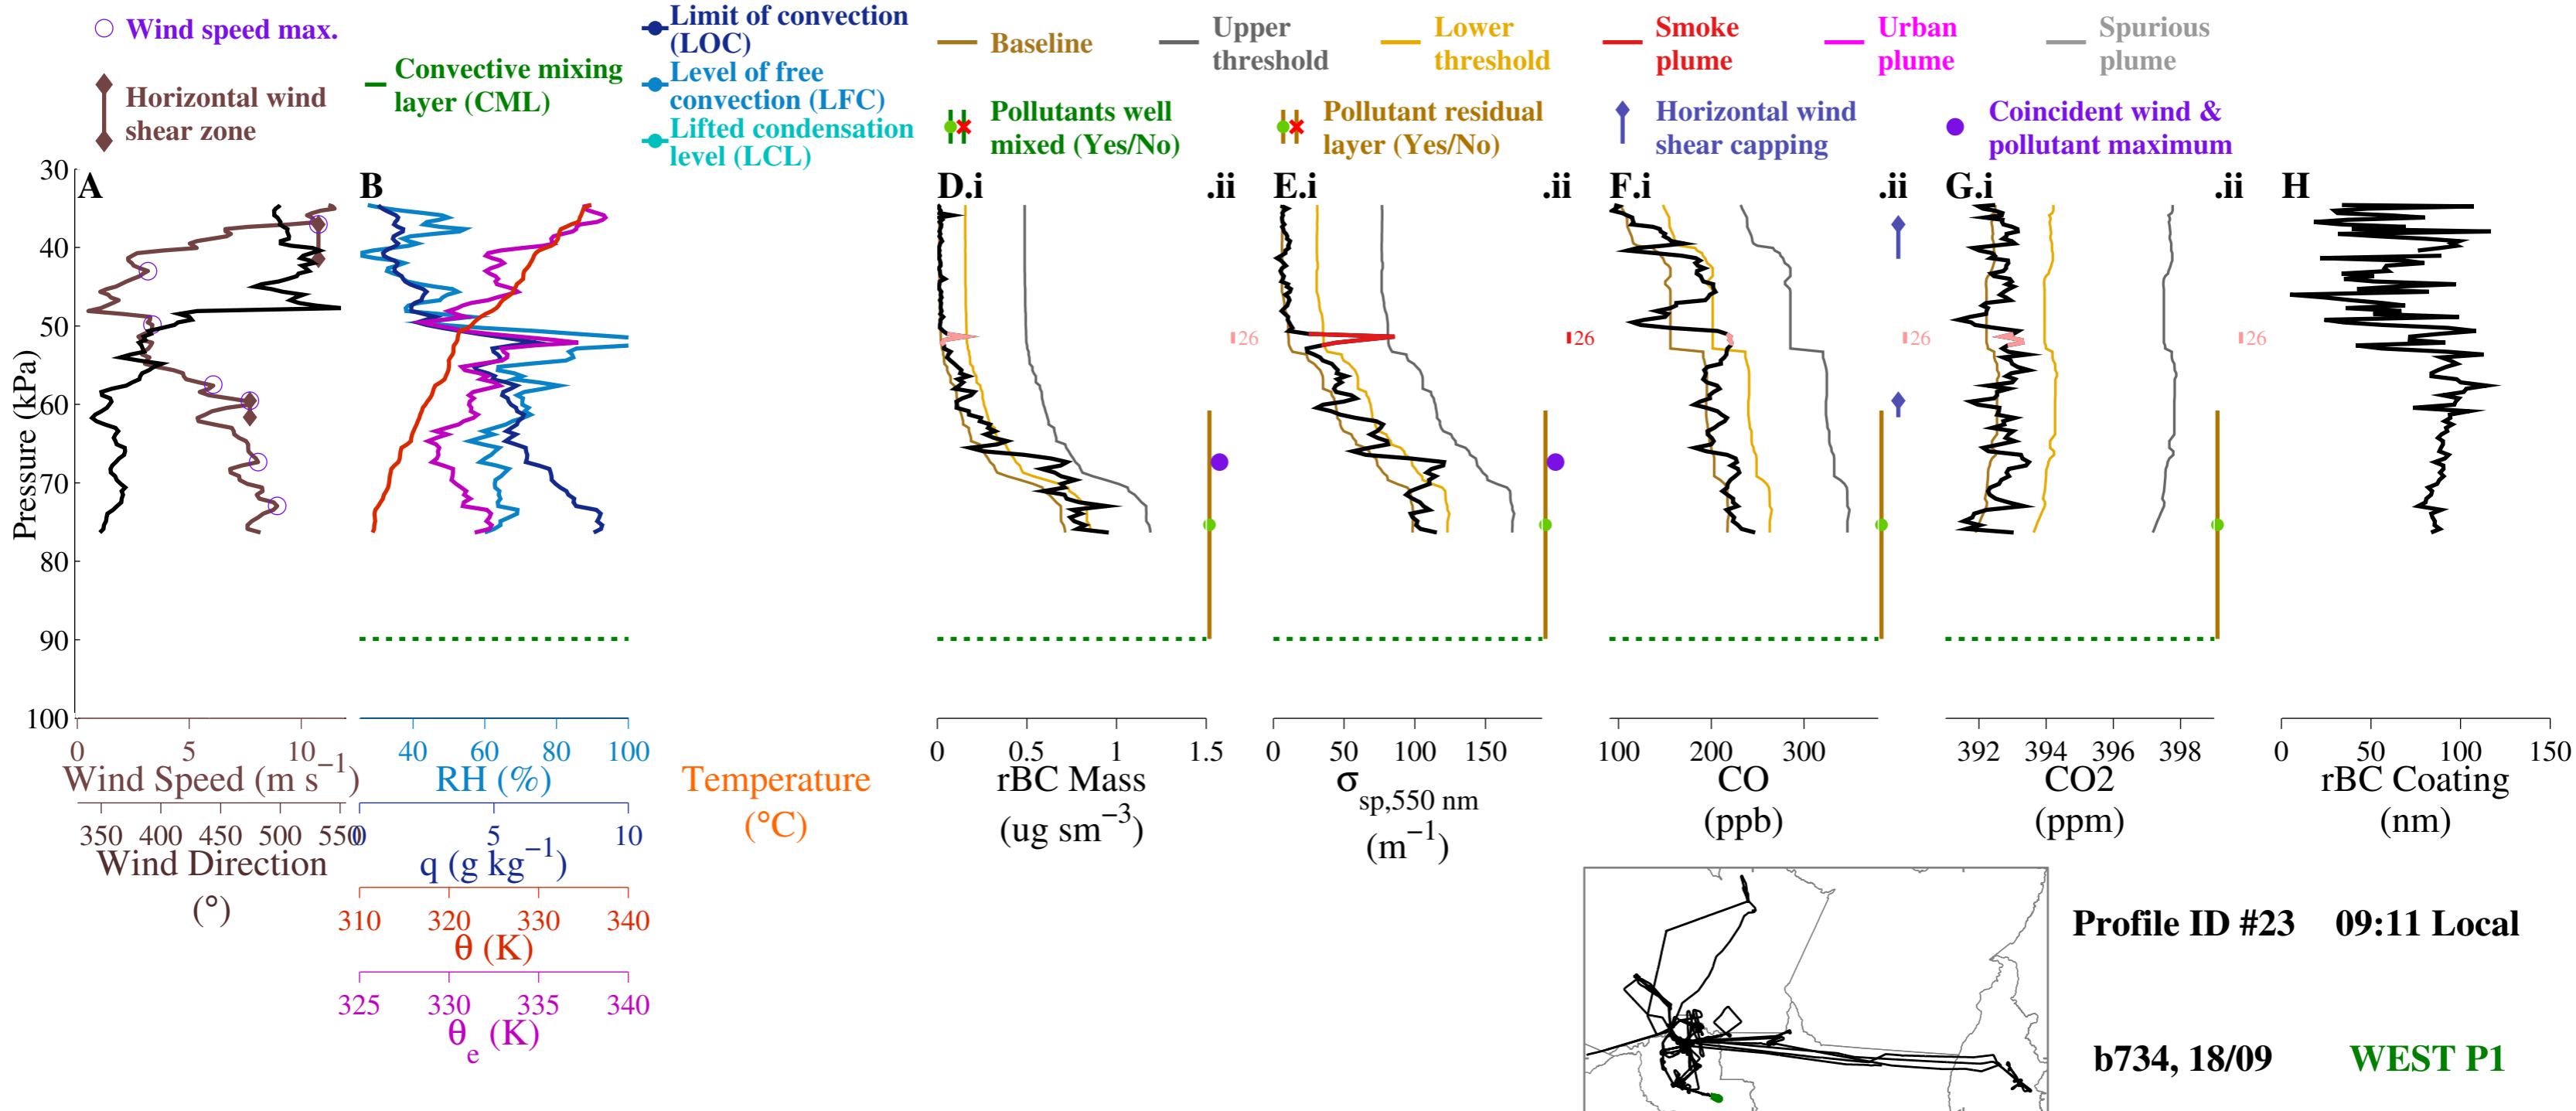 Wind speed max.
Horizontal wind
shear zone
Convective mixing
layer (CML)
Limit of convection
(LOC)
Level of free
convection (LFC)
Lifted condensation
level (LCL)
Baseline
Upper
threshold
Lower
threshold
Smoke
plume
Urban
plume
Spurious
plume
Pollutants well
mixed (Yes/No)
Pollutant residual
layer (Yes/No)
Horizontal wind
shear capping
Coincident wind &
pollutant maximum
A
B
D.i
.ii
E.i
.ii
F.i
.ii
G.i
.ii
H
30
40
50
60
70
80
90
100
Pressure (kPa)
26
26
26
26
0 5 10
Wind Speed (m s−1)
350 400 450 500 550
Wind Direction
(°)
40 60 80 100
RH (%)
0 5 10
q (g kg−1)
310 320 330 340
θ (K)
325 330 335 340
θe (K)
Temperature
(°C)
0 0.5 1 1.5
rBC Mass
(ug sm−3)
0 50 100 150
σsp,550 nm
(m−1)
100 200 300
CO
(ppb)
392 394 396 398
CO2
(ppm)
0 50 100 150
rBC Coating
(nm)
Profile ID #23 09:11 Local
b734, 18/09 WEST P1